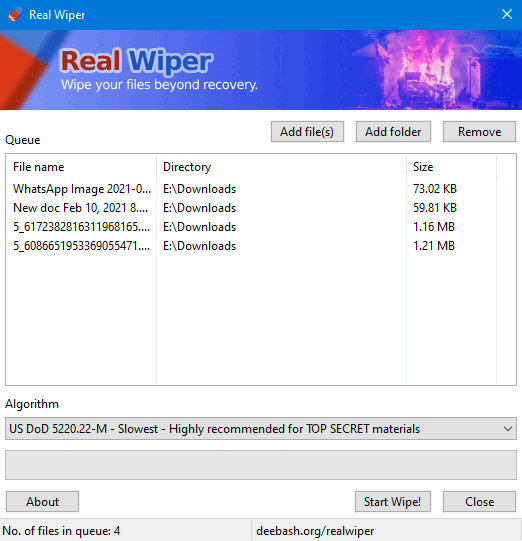 Real Wiper
Real Wiper
Wipe your files beyond recovery.
Queue
Add file(s) Add folder Remove
File name Directory Size
WhatsApp Image 2021-0... E:\Downloads 73.02 KB
New doc Feb 10, 2021 8.... E:\Downloads 59.81 KB
5_6172382816311968165.... E:\Downloads 1.16 MB
5_6086651953369055471.... E:\Downloads 1.21 MB
Algorithm
US DoD 5220.22-M - Slowest - Highly recommended for TOP SECRET materials
About Start Wipe! Close
No. of files in queue: 4 deebash.org/realwiper